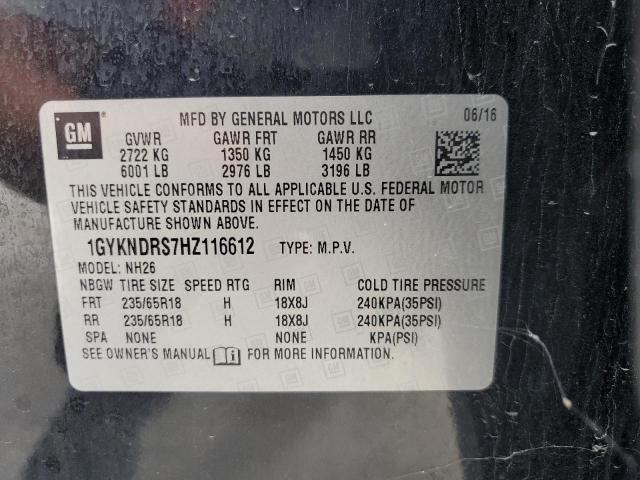 GM
MFD BY GENERAL MOTORS LLC 06/16
GVWR GAWR FRT GAWR RR
2722 KG 1350 KG 1450 KG
6001 LB 2976 LB 3196 LB
THIS VEHICLE CONFORMS TO ALL APPLICABLE U.S. FEDERAL MOTOR
VEHICLE SAFETY STANDARDS IN EFFECT ON THE DATE OF
MANUFACTURE SHOWN ABOVE.
1GYKNDRS7HZ116612 TYPE: M.P.V.
MODEL: NH26
NBGW TIRE SIZE SPEED RTG RIM COLD TIRE PRESSURE
FRT 235/65R18 H 18X8J 240KPA(35PSI)
RR 235/65R18 H 18X8J 240KPA(35PSI)
SPA NONE NONE KPA(PSI)
SEE OWNER'S MANUAL FOR MORE INFORMATION.